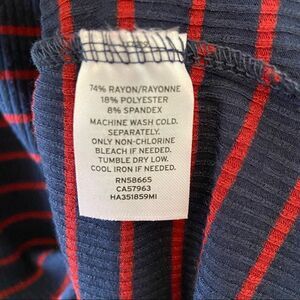 74% RAYON/RAYONNE
18% POLYESTER
8% SPANDEX
MACHINE WASH COLD.
SEPARATELY.
ONLY NON-CHLORINE
BLEACH IF NEEDED.
TUMBLE DRY LOW.
COOL IRON IF NEEDED.
RN58665
CA57963
HA351859MI